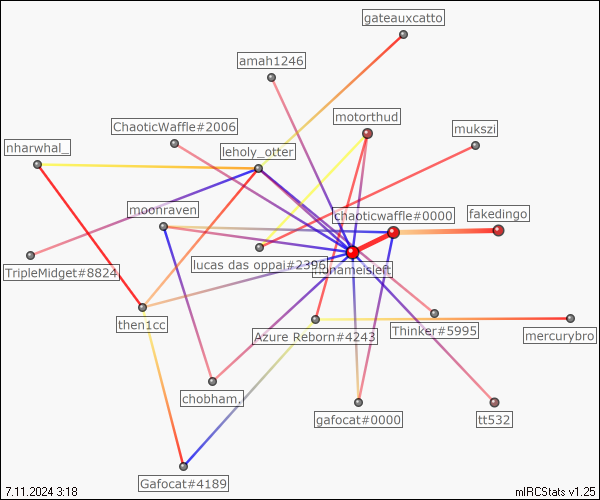 gateauxcatto
amah1246
motorthud
ChaoticWaffle#2006
mukszi
nharwhal_
leholy_otter
moonraven
chaoticwaffle#0000
fakedingo
lucas das oppai#2396
nonameisleft
TripleMidget#8824
then1cc
Azure Reborn#4243
Thinker#5995
mercurybro
chobham.
gafocat#0000
tt532
Gafocat#4189
7.11.2024 3:18
mIRCStats v1.25